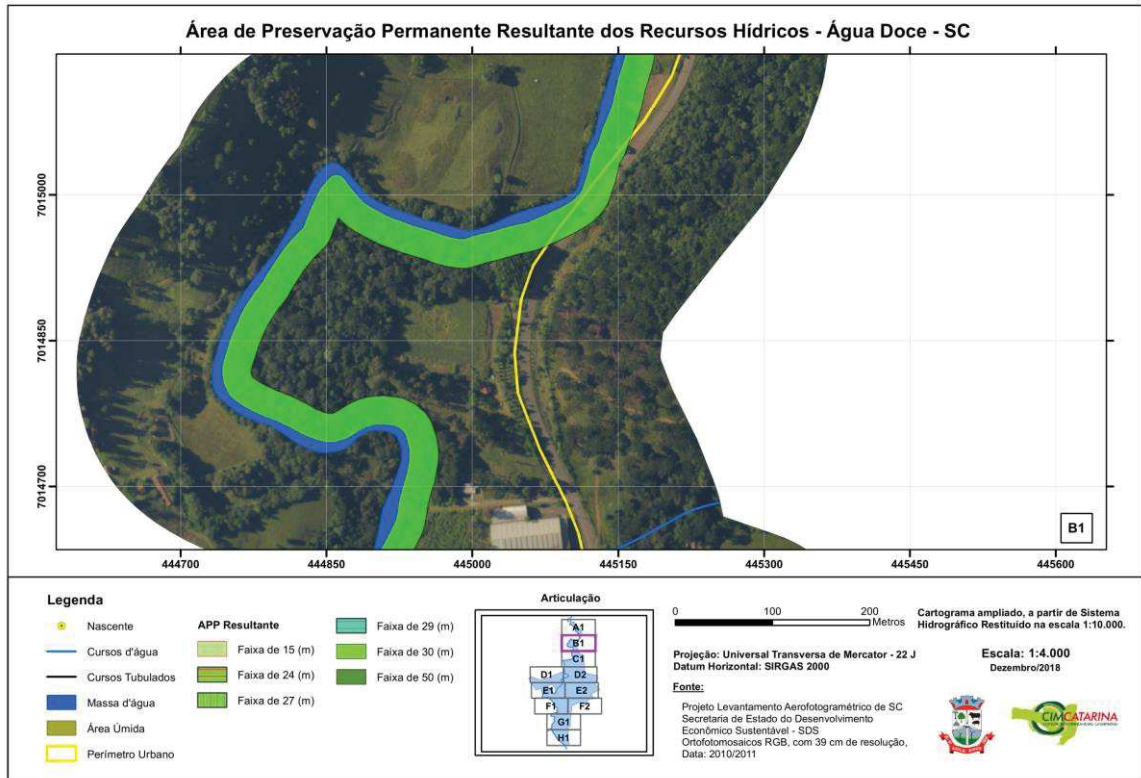 Área de Preservação Permanente Resultante dos Recursos Hídricos - Água Doce - SC
7015000
7014850
7014700
B1
444700
444850
445000
445150
445300
445450
445600
Legenda
Nascente
Cursos d'água
Cursos Tubulados
Massa d'água
Área Úmida
Perímetro Urbano
APP Resultante
Faixa de 15 (m)
Faixa de 24 (m)
Faixa de 27 (m)
Faixa de 29 (m)
Faixa de 30 (m)
Faixa de 50 (m)
Articulação
A1
B1
C1
D1
D2
E1
E2
F1
F2
G1
H1
0
100
200
Metros
Projeção: Universal Transversa de Mercator - 22 J
Datum Horizontal: SIRGAS 2000
Fonte:
Projeto Levantamento Aerofotogramétrico de SC
Secretaria de Estado do Desenvolvimento
Econômico Sustentável - SDS
Ortofotomosaicos RGB, com 39 cm de resolução,
Data: 2010/2011
Cartograma ampliado, a partir de Sistema
Hidrográfico Restituído na escala 1:10.000.
Escala: 1:4.000
Dezembro/2018
CIMCATARINA